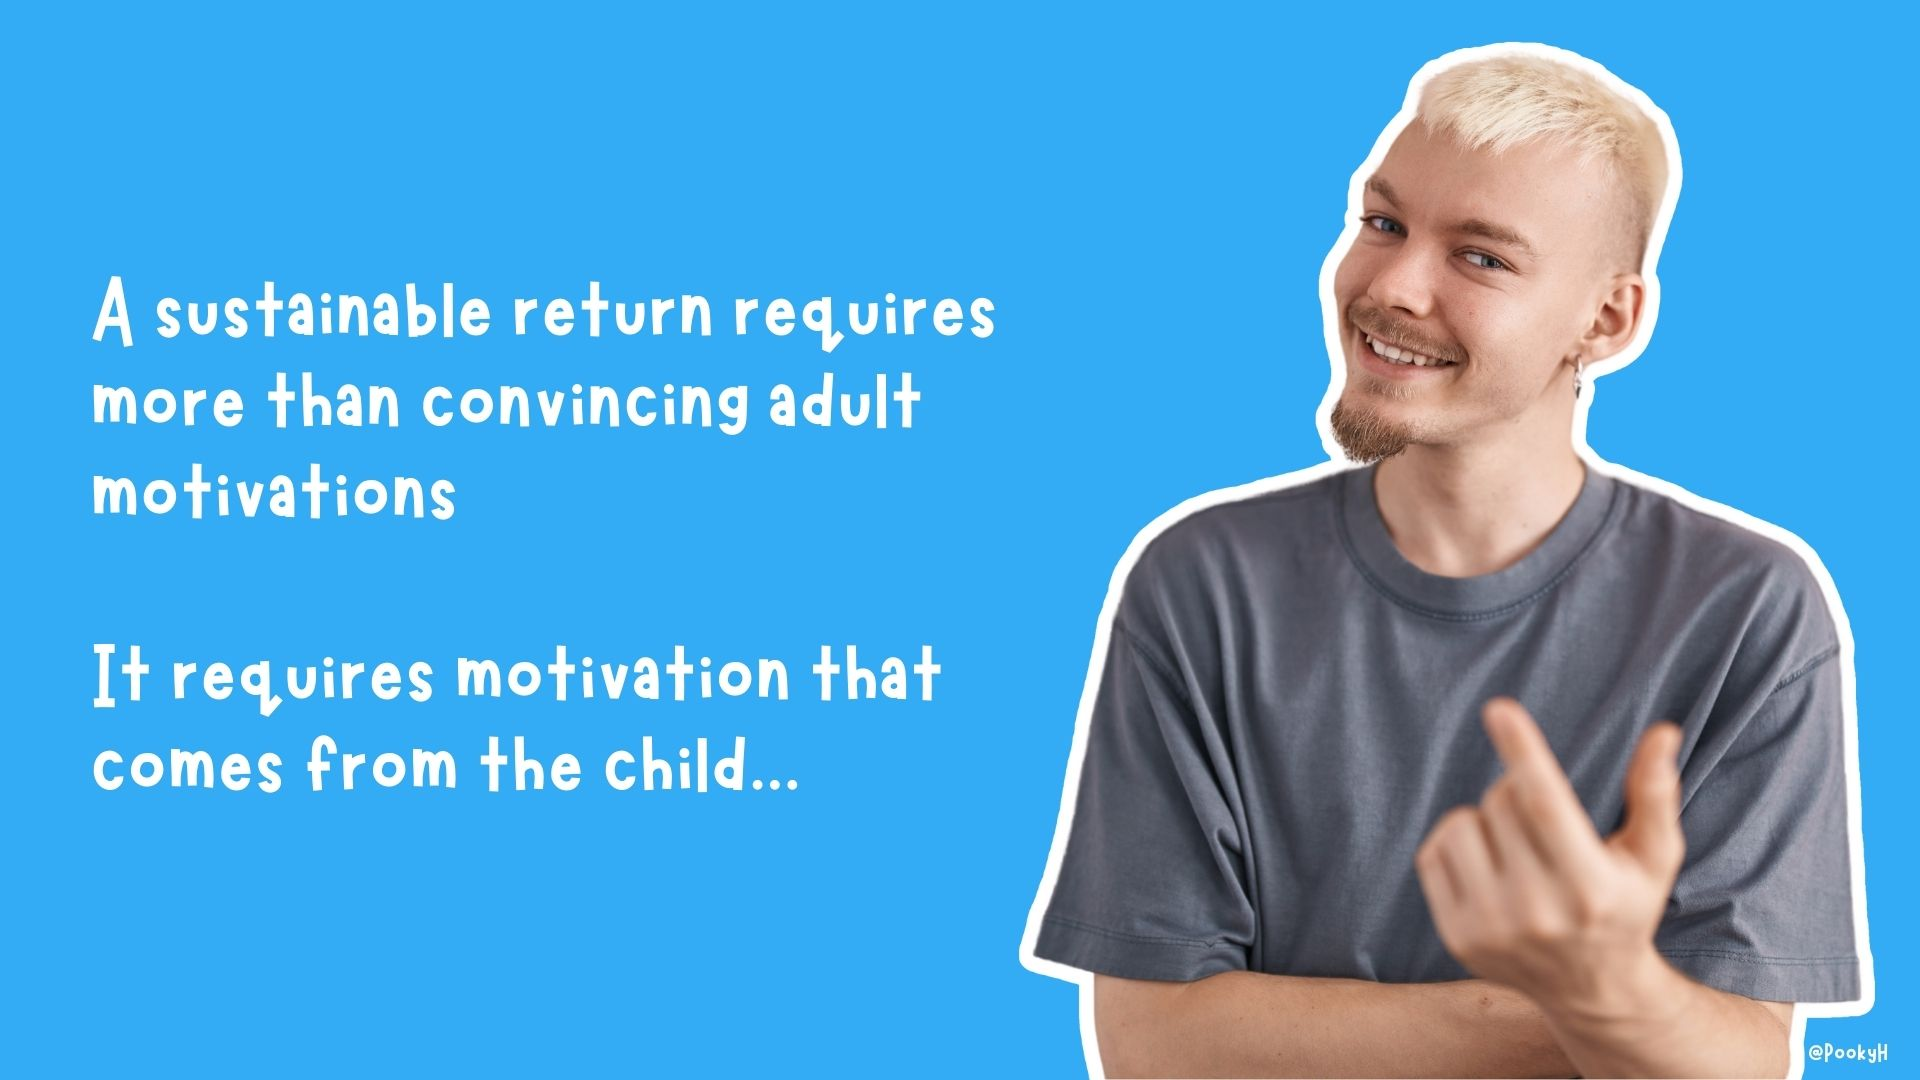 A sustainable return requires
more than convincing adult
motivations
It requires motivation that
comes from the child...
@PookyH